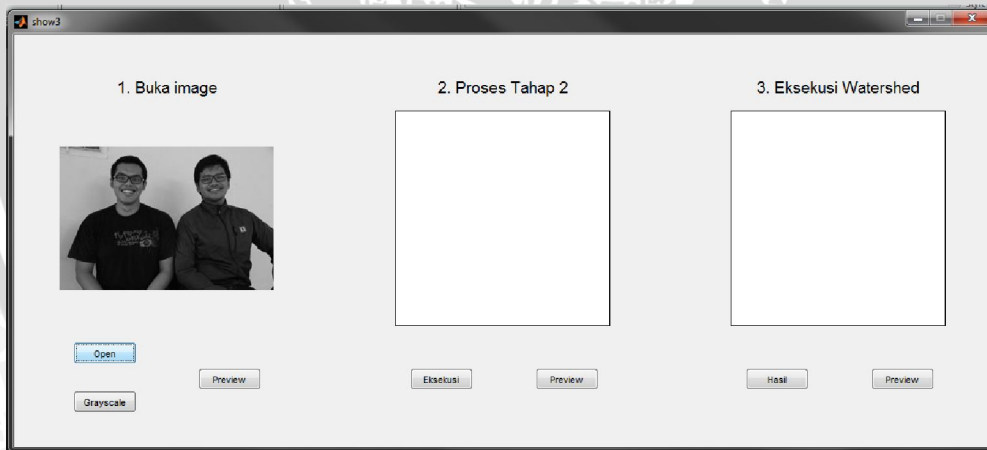 show3
1. Buka image
2. Proses Tahap 2
3. Eksekusi Watershed
Open
Preview
Grayscale
Eksekusi
Preview
Hasil
Preview